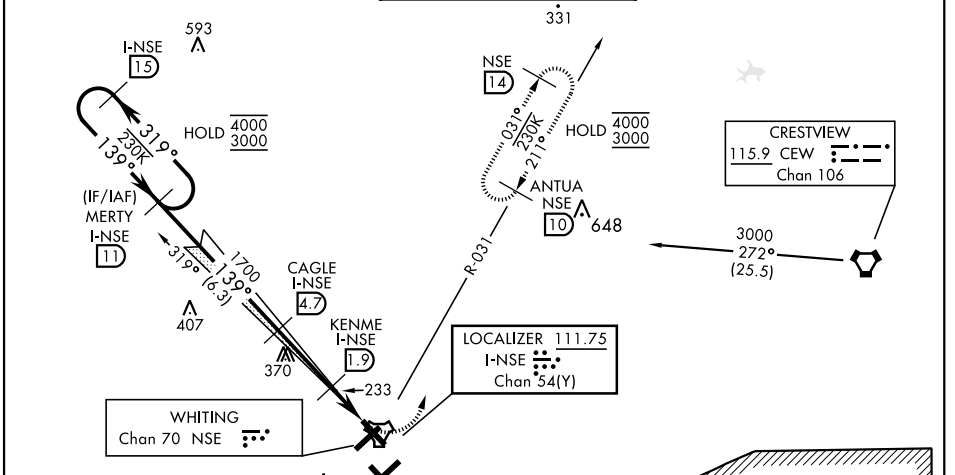 331
593
I-NSE
15
NSE
14
319°
230K
139°
HOLD 4000
3000
031°
230K
211°
HOLD 4000
3000
CRESTVIEW
115.9 CEW
Chan 106
(IF/IAF)
MERTY
I-NSE
11
ANTUA
NSE
10
648
3000
272°
(25.5)
R-031
1700
139°
319° (6.3)
CAGLE
I-NSE
4.7
407
KENME
I-NSE
1.9
370
233
LOCALIZER 111.75
I-NSE
Chan 54(Y)
WHITING
Chan 70 NSE